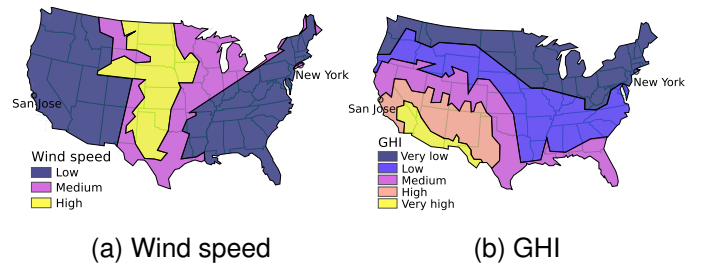 New York
San Jose
Wind speed
Low
Medium
High
(a) Wind speed
New York
San Jose
GHI
Very low
Low
Medium
High
Very high
(b) GHI